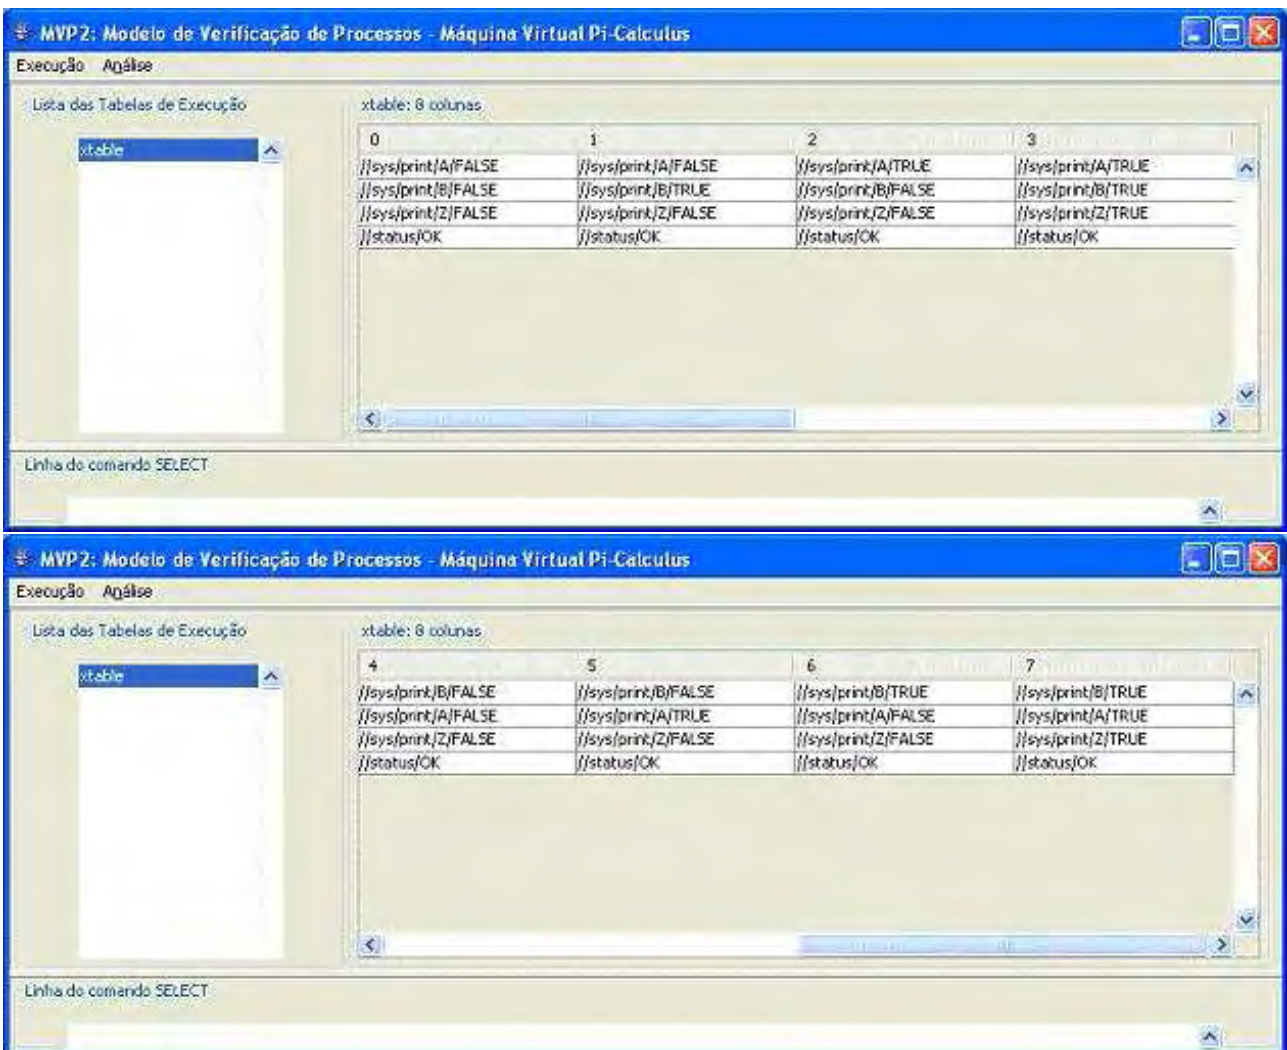 MVP2: Modelo de Verificação de Processos - Máquina Virtual Pi-Calculus
Execução Análise
Lista das Tabelas de Execução xtable: 8 colunas
xtable
0 1 2 3
//sys/print/A/FALSE //sys/print/A/FALSE //sys/print/A/TRUE //sys/print/A/TRUE
//sys/print/B/FALSE //sys/print/B/TRUE //sys/print/B/FALSE //sys/print/B/TRUE
//sys/print/Z/FALSE //sys/print/Z/FALSE //sys/print/Z/FALSE //sys/print/Z/TRUE
//status/OK //status/OK //status/OK //status/OK
Linha do comando SELECT
MVP2: Modelo de Verificação de Processos - Máquina Virtual Pi-Calculus
Execução Análise
Lista das Tabelas de Execução xtable: 8 colunas
xtable
4 5 6 7
//sys/print/B/FALSE //sys/print/B/FALSE //sys/print/B/TRUE //sys/print/B/TRUE
//sys/print/A/FALSE //sys/print/A/TRUE //sys/print/A/FALSE //sys/print/A/TRUE
//sys/print/Z/FALSE //sys/print/Z/FALSE //sys/print/Z/FALSE //sys/print/Z/TRUE
//status/OK //status/OK //status/OK //status/OK
Linha do comando SELECT